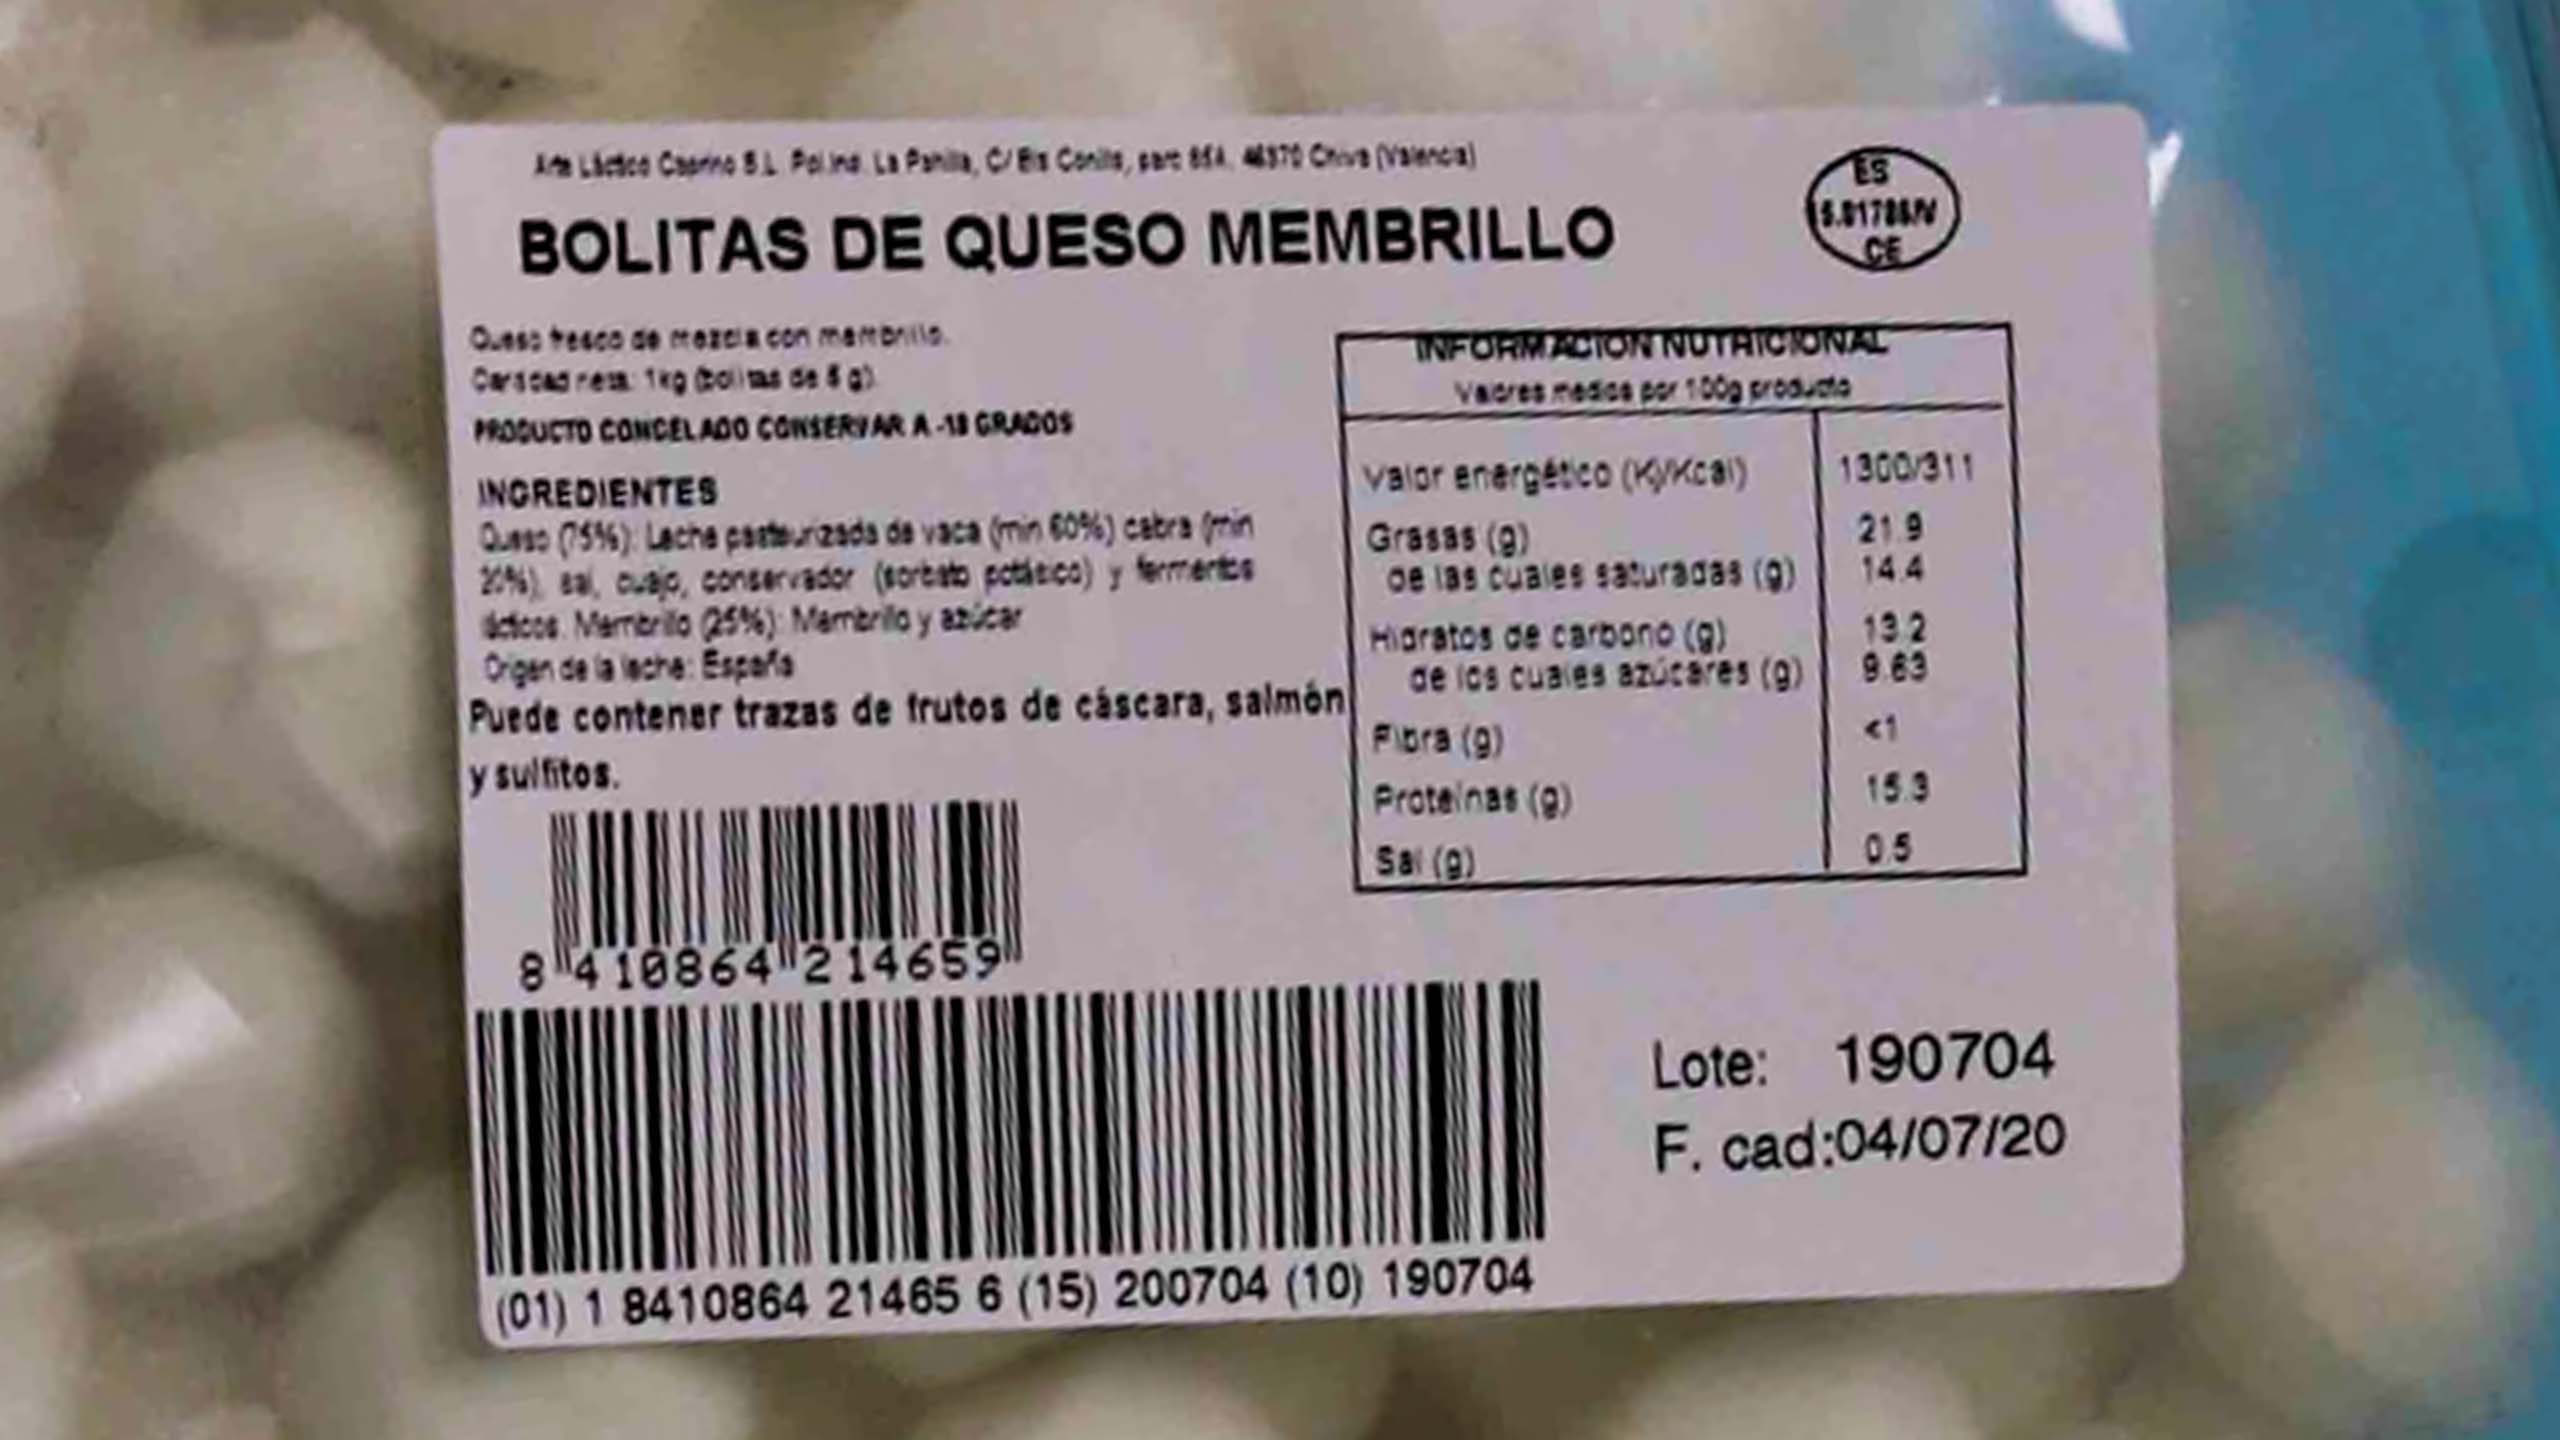 Arte Láctico Caprino S.L. Pol.Ind. La Pahilla, C/ Els Conills, parc 85A, 46370 Chiva (Valencia)
ES
CE
BOLITAS DE QUESO MEMBRILLO
Queso fresco de mezcla con membrillo.
Cantidad neta: 1kg (bolitas de g).
PRODUCTO CONGELADO CONSERVAR A -18 GRADOS
INGREDIENTES
Queso (75%): Leche pasteurizada de vaca (min 60%) cabra (min
20%), sal, cuajo, conservador (sorbato potásico) y fermentos
lácticos. Membrillo (25%): Membrillo y azúcar
Origen de la leche: España
Puede contener trazas de frutos de cáscara, salmón
y sulfitos.
INFORMACION NUTRICIONAL
Valores medios por 100g producto
Valor energético (Kj/Kcal) 1300/311
Grasas (g) 21.9
de las cuales saturadas (g) 14.4
Hidratos de carbono (g) 13.2
de los cuales azúcares (g) 9.63
Fibra (g) <1
Proteínas (g) 15.3
Sal (g) 0.5
8 410864 214659
(01) 1 8410864 21465 6 (15) 200704 (10) 190704
Lote: 190704
F. cad:04/07/20